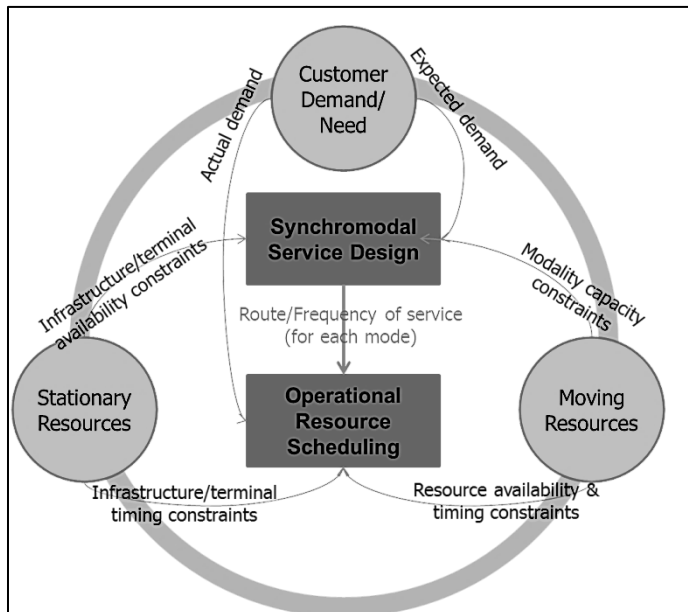 Customer
Demand/
Need
Actual demand
Expected demand
Synchromodal
Service Design
Infrastructure/terminal
availability constraints
Modality capacity
constraints
Route/Frequency of service
(for each mode)
Stationary
Resources
Operational
Resource
Scheduling
Moving
Resources
Infrastructure/terminal
timing constraints
Resource availability &
timing constraints